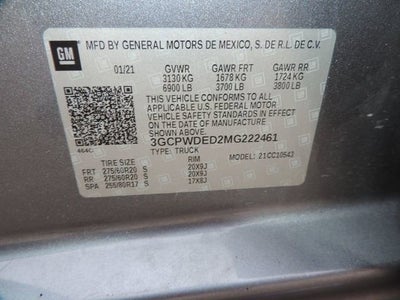 GM
MFD BY GENERAL MOTORS DE MEXICO, S. DE R.L. DE C.V.
01/21 GVWR GAWR FRT GAWR RR
3130 KG 1678 KG 1724 KG
6900 LB 3700 LB 3800 LB
THIS VEHICLE CONFORMS TO ALL
APPLICABLE U.S. FEDERAL MOTOR
VEHICLE SAFETY AND THEFT PREVENTION
STANDARDS IN EFFECT ON THE DATE OF
MANUFACTURE SHOWN ABOVE.
3GCPWDED2MG222461
TYPE: TRUCK MODEL: 21CC10543
TIRE SIZE RIM
FRT 275/60R20 S 20X9J
RR 275/60R20 S 20X9J
SPA 255/80R17 S 17X8J